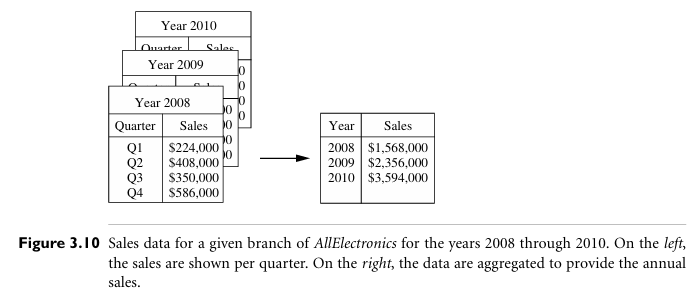 Year 2010
Quarter Sales
Year 2009
Year 2008
Quarter Sales
Q1 $224,000
Q2 $408,000
Q3 $350,000
Q4 $586,000
Year Sales
2008 $1,568,000
2009 $2,356,000
2010 $3,594,000
Figure 3.10 Sales data for a given branch of AllElectronics for the years 2008 through 2010. On the left,
the sales are shown per quarter. On the right, the data are aggregated to provide the annual
sales.